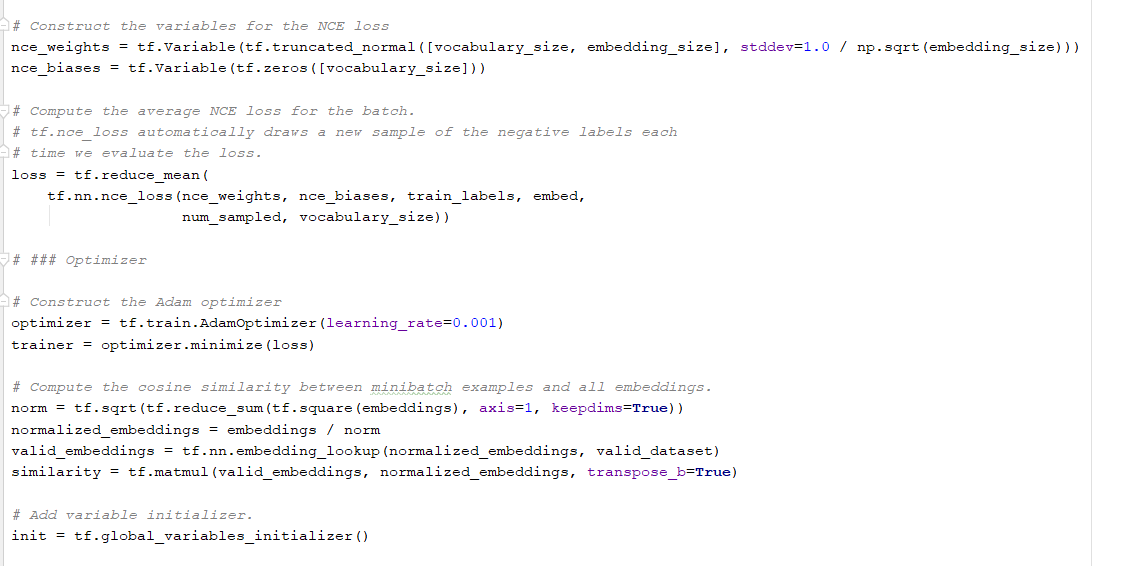 # Construct the variables for the NCE loss
nce_weights = tf.Variable(tf.truncated_normal([vocabulary_size, embedding_size], stddev=1.0 / np.sqrt(embedding_size)))
nce_biases = tf.Variable(tf.zeros([vocabulary_size]))
# Compute the average NCE loss for the batch.
# tf.nce_loss automatically draws a new sample of the negative labels each
# time we evaluate the loss.
loss = tf.reduce_mean(
tf.nn.nce_loss(nce_weights, nce_biases, train_labels, embed,
num_sampled, vocabulary_size))
# ### Optimizer
# Construct the Adam optimizer
optimizer = tf.train.AdamOptimizer(learning_rate=0.001)
trainer = optimizer.minimize(loss)
# Compute the cosine similarity between minibatch examples and all embeddings.
norm = tf.sqrt(tf.reduce_sum(tf.square(embeddings), axis=1, keepdims=True))
normalized_embeddings = embeddings / norm
valid_embeddings = tf.nn.embedding_lookup(normalized_embeddings, valid_dataset)
similarity = tf.matmul(valid_embeddings, normalized_embeddings, transpose_b=True)
# Add variable initializer.
init = tf.global_variables_initializer()